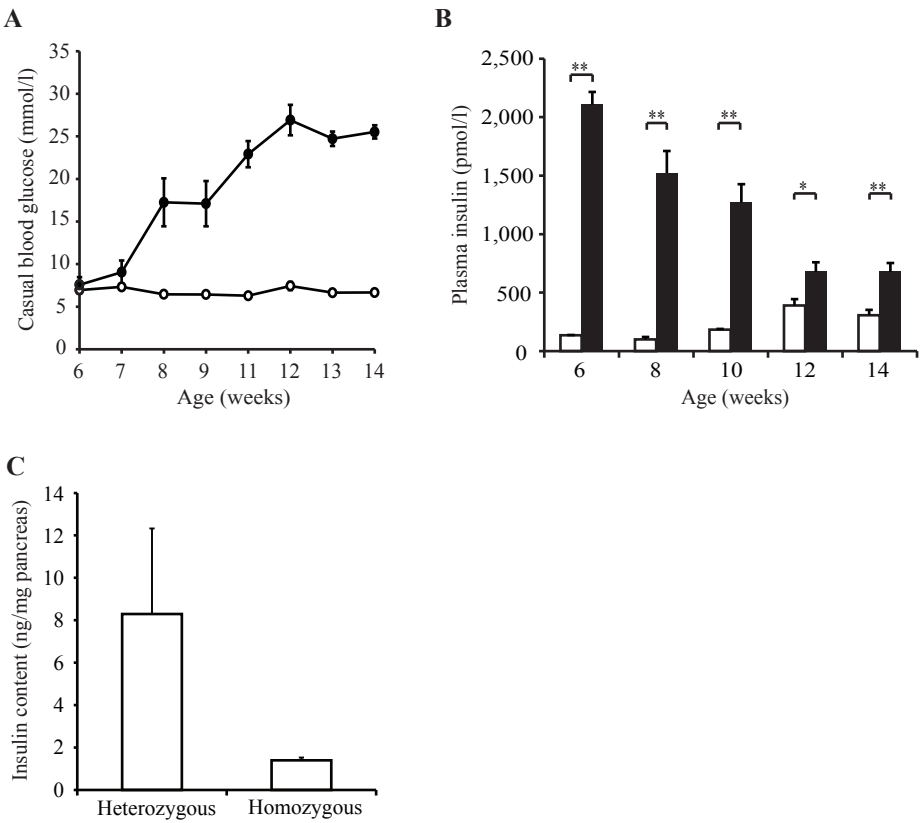 A
Casual blood glucose (mmol/l)
35
30
25
20
15
10
5
0
6 7 8 9 11 12 13 14
Age (weeks)
B
Plasma insulin (pmol/l)
2,500
2,000
1,500
1,000
500
0
** ** ** * **
6 8 10 12 14
Age (weeks)
C
Insulin content (ng/mg pancreas)
14
12
10
8
6
4
2
0
Heterozygous Homozygous